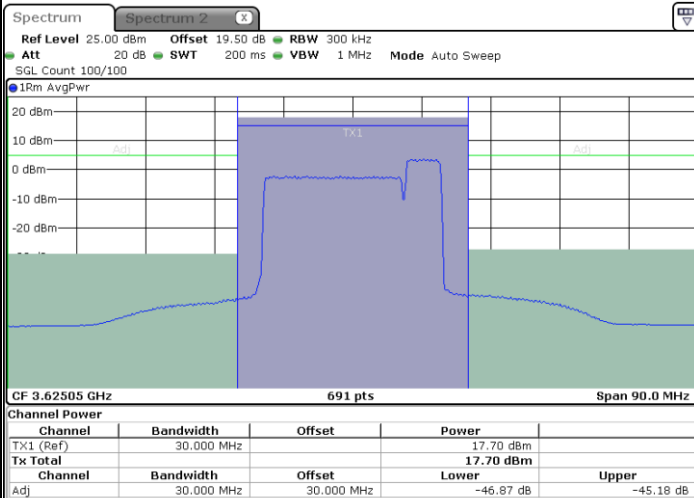 Spectrum Spectrum 2 X
Ref Level 25.00 dBm Offset 19.50 dB RBW 300 kHz
Att 20 dB SWT 200 ms VBW 1 MHz Mode Auto Sweep
SGL Count 100/100
1Rm AvgPwr
20 dBm
TX1
10 dBm
Adj Adj
0 dBm
-10 dBm
-20 dBm
CF 3.62505 GHz 691 pts Span 90.0 MHz
Channel Power
Channel Bandwidth Offset Power
TX1 (Ref) 30.000 MHz 17.70 dBm
Tx Total 17.70 dBm
Channel Bandwidth Offset Lower Upper
Adj 30.000 MHz 30.000 MHz -46.87 dB -45.18 dB